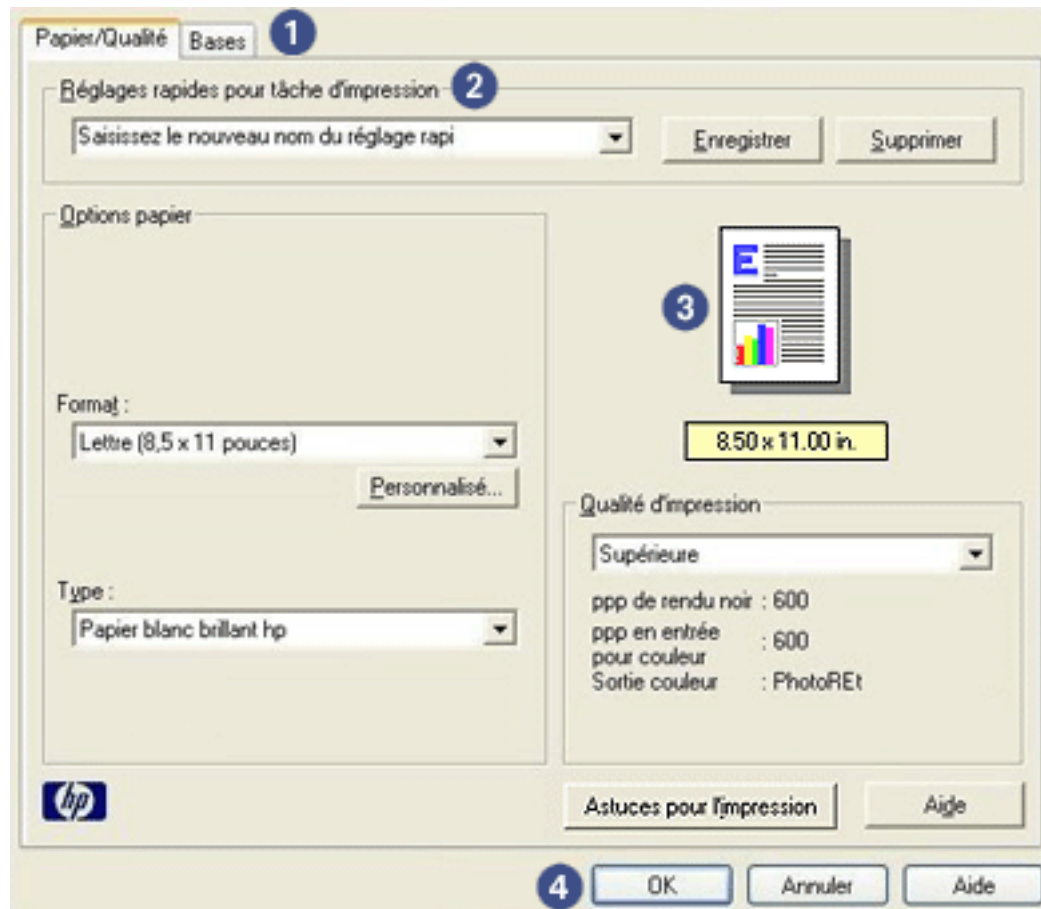 Papier/Qualité Bases 1
Réglages rapides pour tâche d'impression 2
Saisissez le nouveau nom du réglage rapi Enregistrer Supprimer
Options papier
E
3
Format :
Lettre (8,5 x 11 pouces)
8.50 x 11.00 in.
Personnalisé...
Qualité d'impression
Supérieure
Type :
Papier blanc brillant hp
ppp de rendu noir : 600
ppp en entrée pour couleur : 600
Sortie couleur : PhotoREt
hp
Astuces pour l'impression Aide
4 OK Annuler Aide